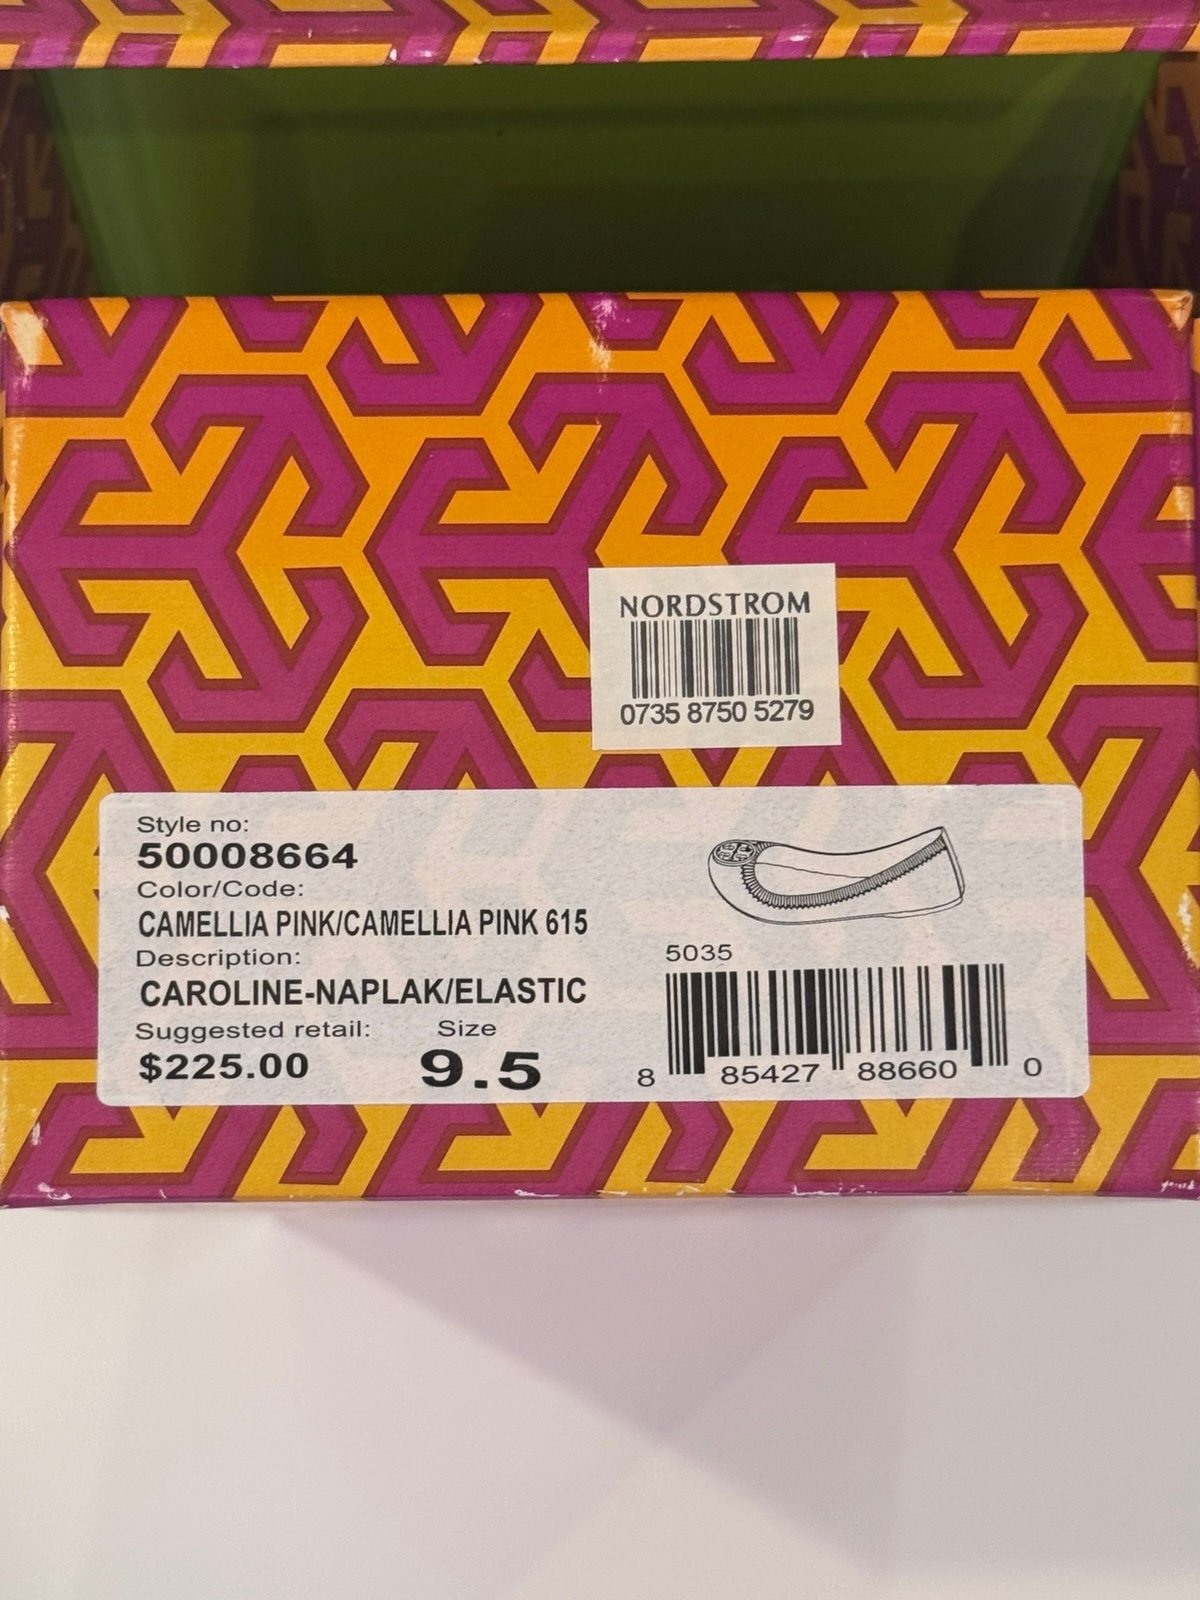 NORDSTROM
0735 8750 5279
Style no:
50008664
Color/Code:
CAMELLIA PINK/CAMELLIA PINK 615
Description:
CAROLINE-NAPLAK/ELASTIC
Suggested retail: Size
$225.00 9.5
5035
8 85427 88660 0